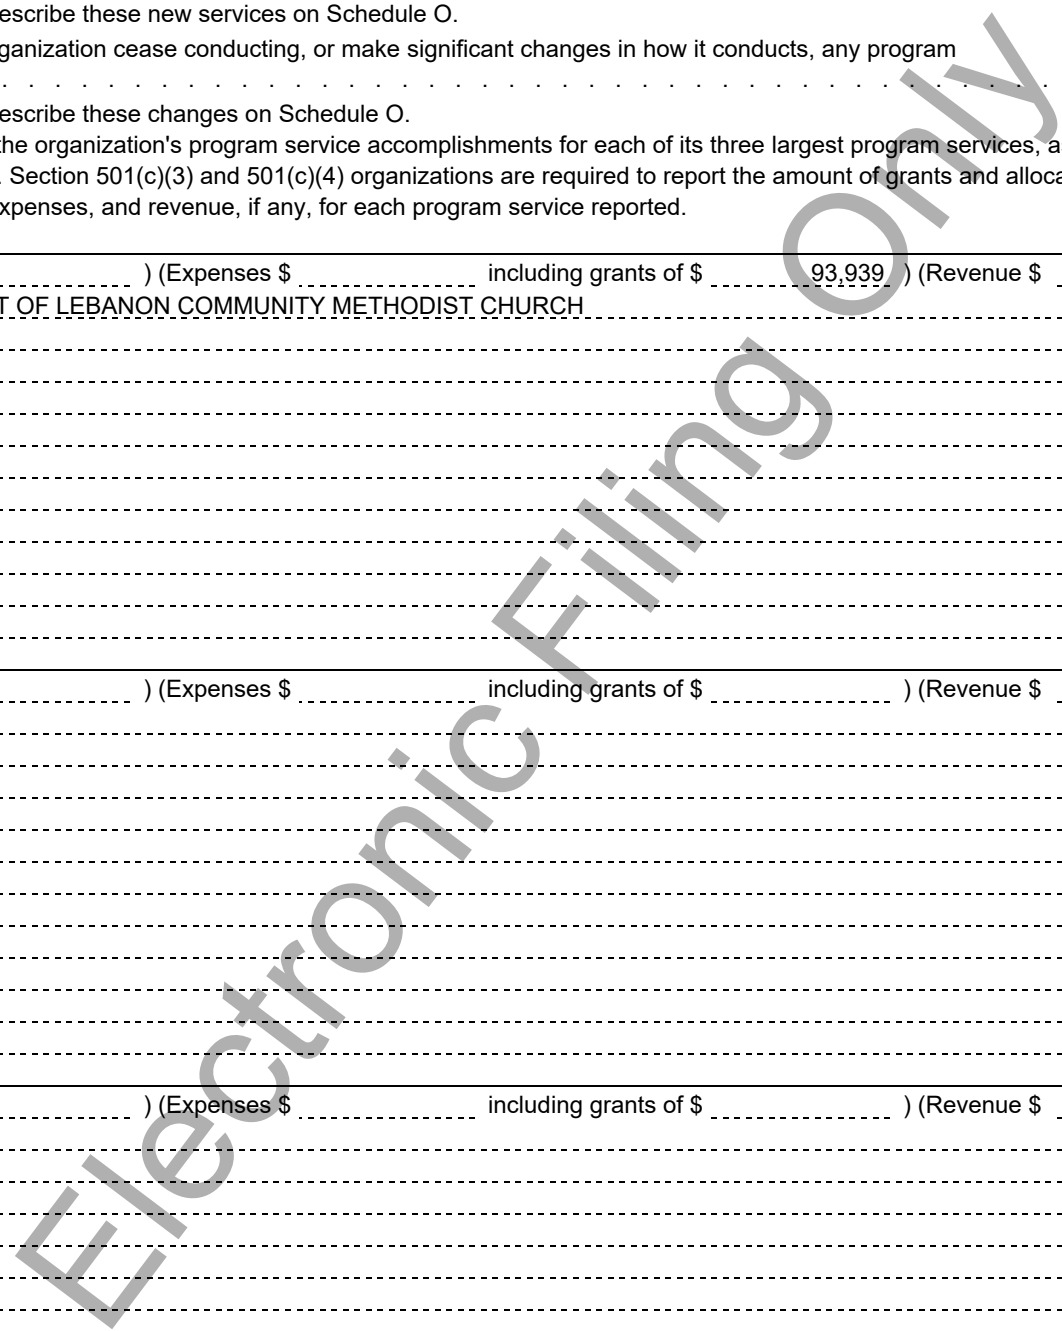 escribe these new services on Schedule O.
ganization cease conducting, or make significant changes in how it conducts, any program
. . . . . . . . . . . . . . . . . . . . . . . . . . . . . . . . . . . . . . . .
escribe these changes on Schedule O.
the organization's program service accomplishments for each of its three largest program services, a
. Section 501(c)(3) and 501(c)(4) organizations are required to report the amount of grants and alloca
xpenses, and revenue, if any, for each program service reported.
) (Expenses $ including grants of $ 93,939 ) (Revenue $
T OF LEBANON COMMUNITY METHODIST CHURCH
) (Expenses $ including grants of $ ) (Revenue $
) (Expenses $ including grants of $ ) (Revenue $
Electronic Filing Only